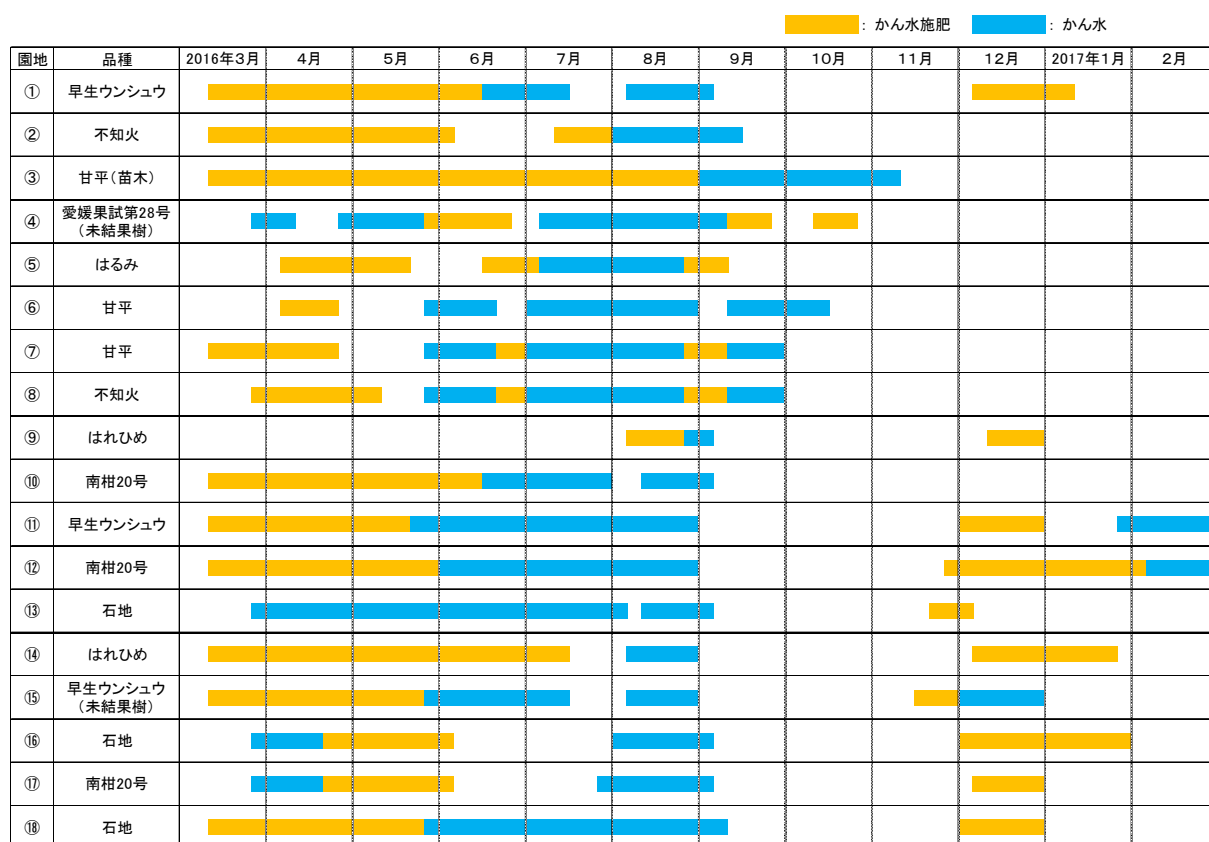 : かん水施肥 : かん水
園地 品種 2016年3月 4月 5月 6月 7月 8月 9月 10月 11月 12月 2017年1月 2月
① 早生ウンシュウ
② 不知火
③ 甘平(苗木)
④ 愛媛果試第28号
(未結果樹)
⑤ はるみ
⑥ 甘平
⑦ 甘平
⑧ 不知火
⑨ はれひめ
⑩ 南柑20号
⑪ 早生ウンシュウ
⑫ 南柑20号
⑬ 石地
⑭ はれひめ
⑮ 早生ウンシュウ
(未結果樹)
⑯ 石地
⑰ 南柑20号
⑱ 石地